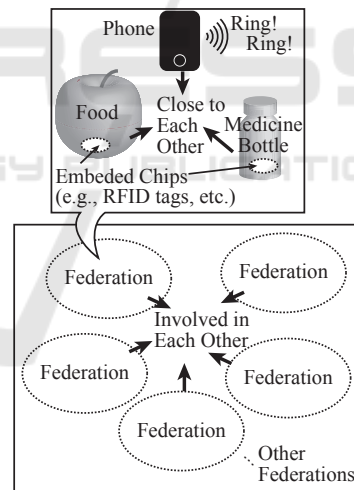 Phone
Ring!
Ring!
Food
Close to
Each
Other
Medicine
Bottle
Embeded Chips
(e.g., RFID tags, etc.)
Federation
Federation
Involved in
Each Other
Federation
Federation
Federation
Other
Federations